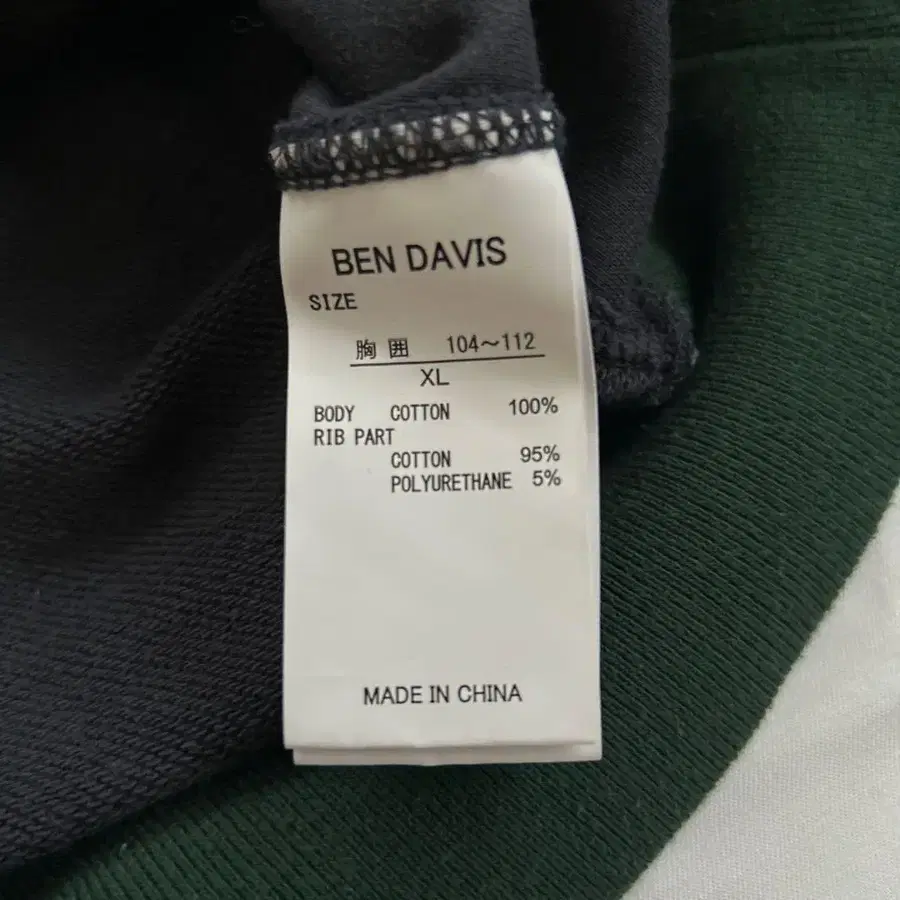 BEN DAVIS
SIZE
胸囲 104～112
XL
BODY COTTON 100%
RIB PART
COTTON 95%
POLYURETHANE 5%
MADE IN CHINA